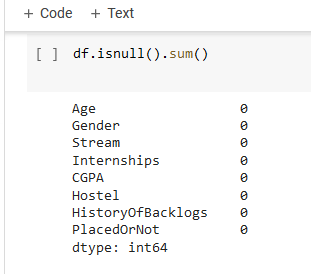 + Code + Text
[ ] df.isnull().sum()
Age 0
Gender 0
Stream 0
Internships 0
CGPA 0
Hostel 0
HistoryOfBacklogs 0
PlacedOrNot 0
dtype: int64